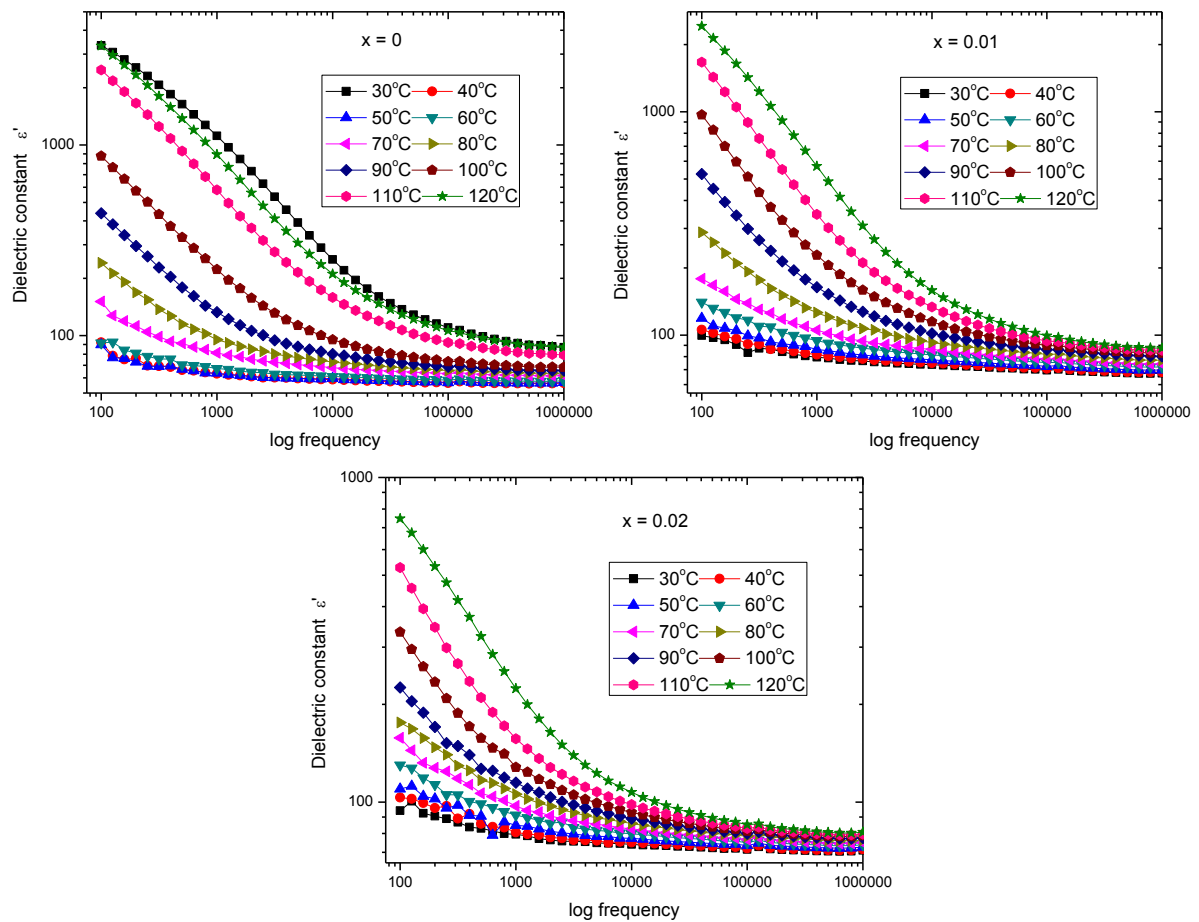 x = 0
Dielectric constant ε'
1000
100
30°C 40°C
50°C 60°C
70°C 80°C
90°C 100°C
110°C 120°C
100 1000 10000 100000 1000000
log frequency
x = 0.01
Dielectric constant ε'
1000
100
30°C 40°C
50°C 60°C
70°C 80°C
90°C 100°C
110°C 120°C
100 1000 10000 100000 1000000
log frequency
x = 0.02
Dielectric constant ε'
1000
100
30°C 40°C
50°C 60°C
70°C 80°C
90°C 100°C
110°C 120°C
100 1000 10000 100000 1000000
log frequency